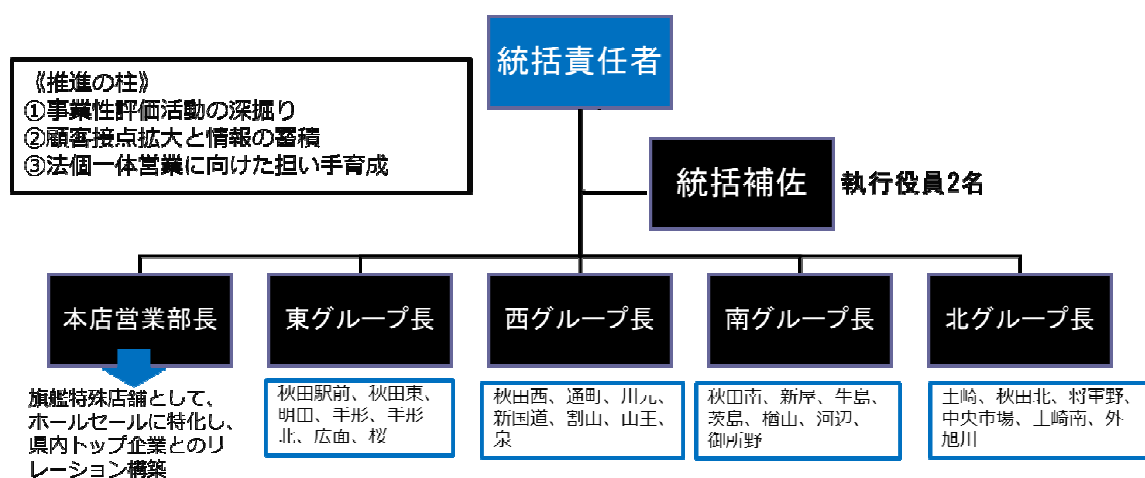 統括責任者
《推進の柱》
①事業性評価活動の深掘り
②顧客接点拡大と情報の蓄積
③法個一体営業に向けた担い手育成
統括補佐
執行役員2名
本店営業部長
東グループ長
西グループ長
南グループ長
北グループ長
旗艦特殊店舗として、
ホールセールに特化し、
県内トップ企業とのリ
レーション構築
秋田駅前、秋田東、
明田、手形、手形
北、広面、桜
秋田西、通町、川元、
新国道、割山、山王、
泉
秋田南、新屋、牛島、
茨島、楢山、河辺、
御所野
土崎、秋田北、将軍野、
中央市場、土崎南、外
旭川